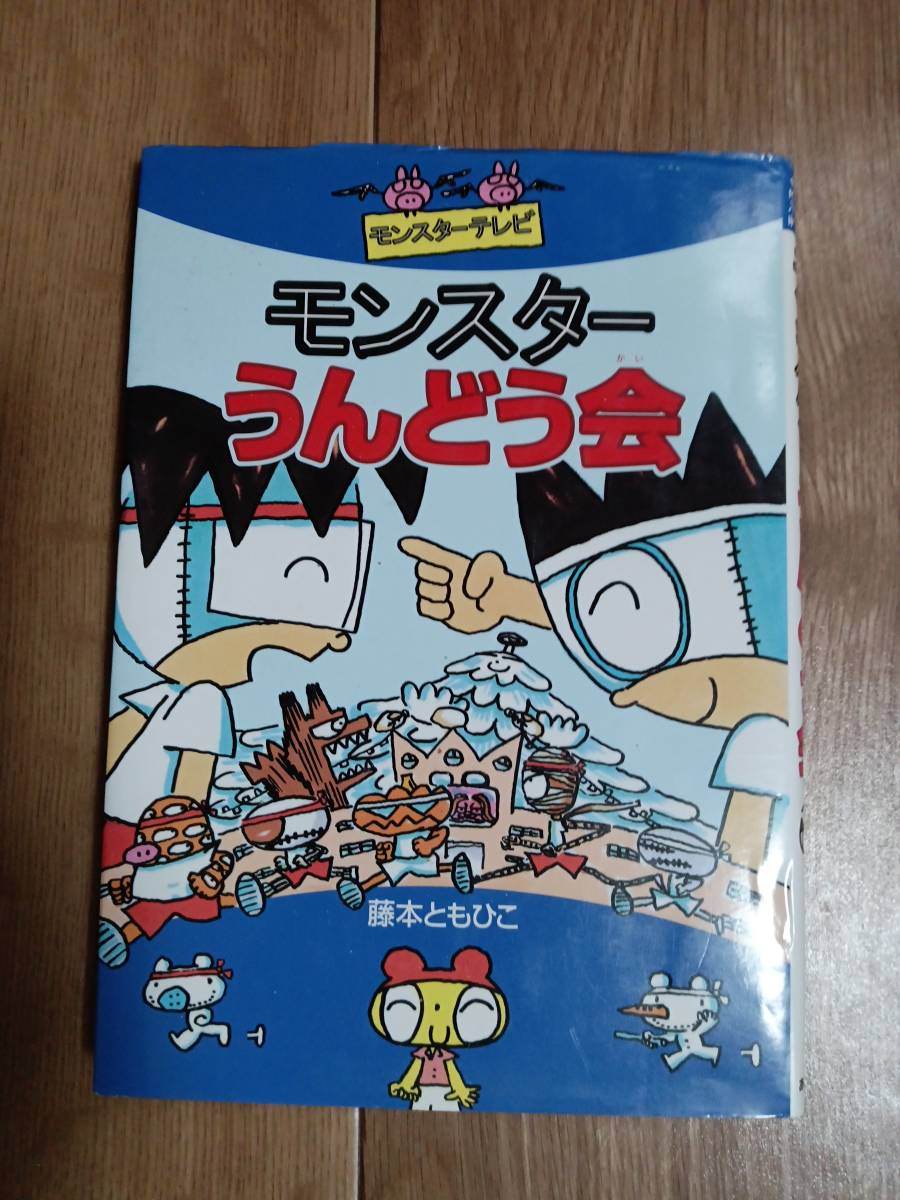 モンスターテレビ
モンスター
かい
うんどう会
藤本ともひこ